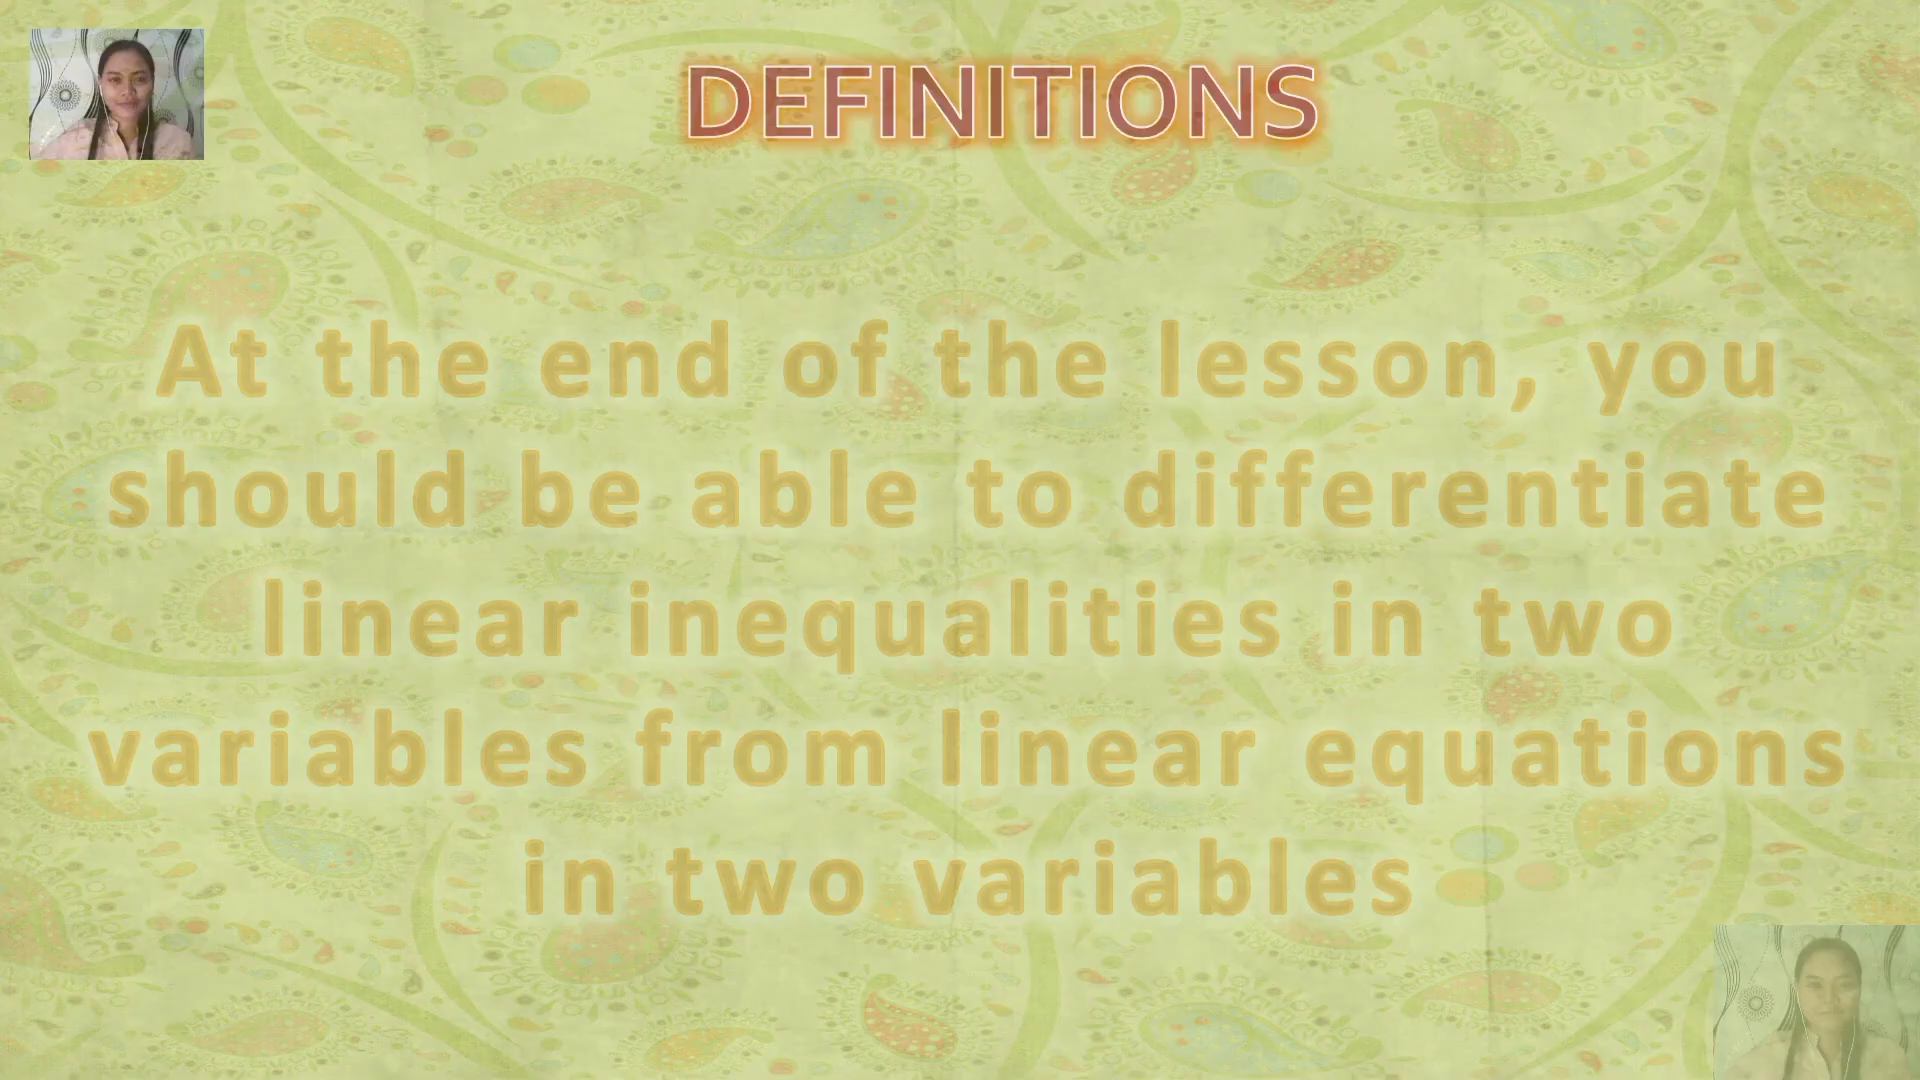 DEFINITIONS
At the end of the lesson, you
should be able to differentiate
linear inequalities in two
variables from linear equations
in two variables